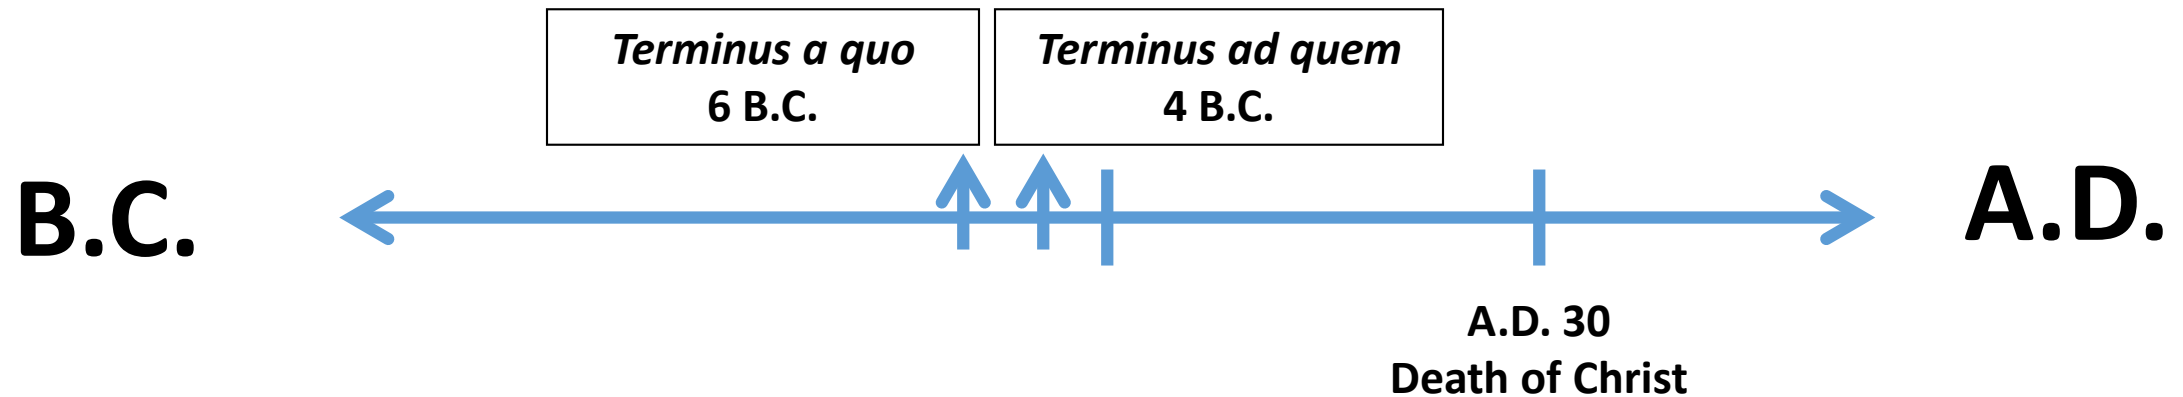 Terminus a quo
6 B.C.
Terminus ad quem
4 B.C.
B.C.
A.D.
A.D. 30
Death of Christ